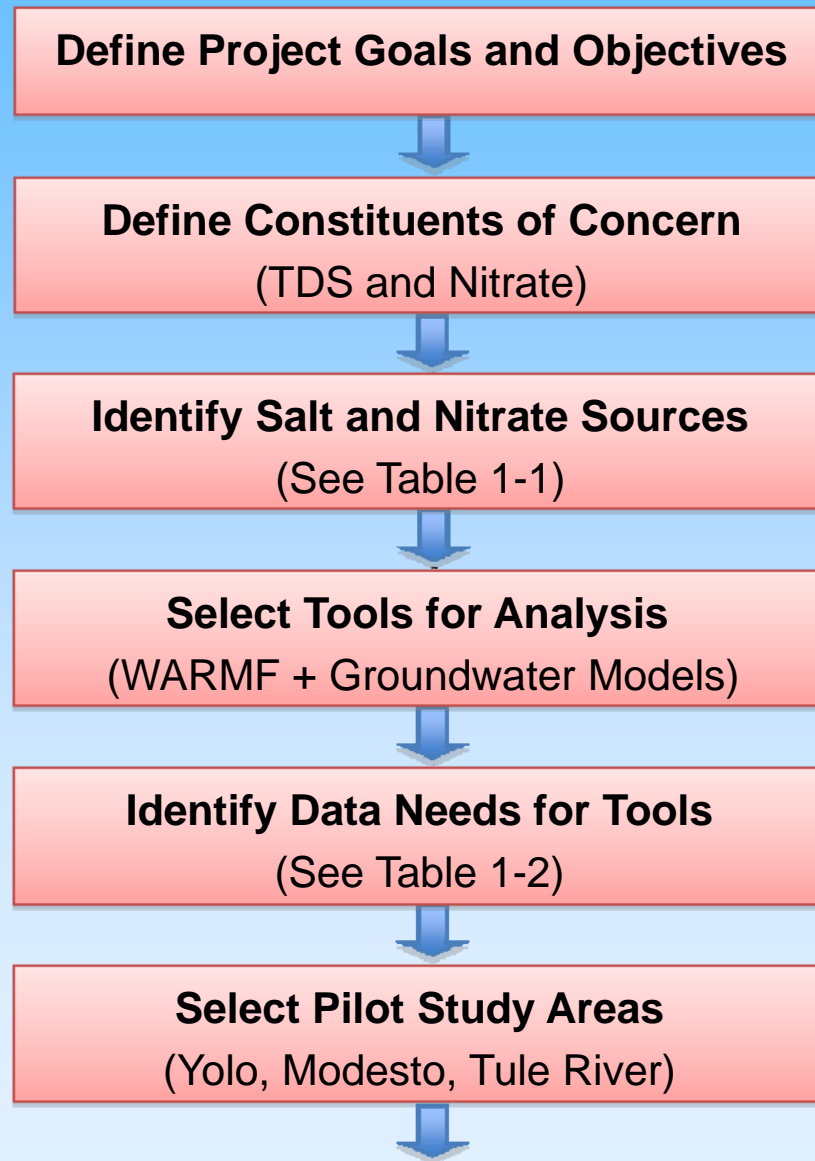 Define Project Goals and Objectives
Define Constituents of Concern
(TDS and Nitrate)
Identify Salt and Nitrate Sources
(See Table 1-1)
Select Tools for Analysis
(WARMF + Groundwater Models)
Identify Data Needs for Tools
(See Table 1-2)
Select Pilot Study Areas
(Yolo, Modesto, Tule River)